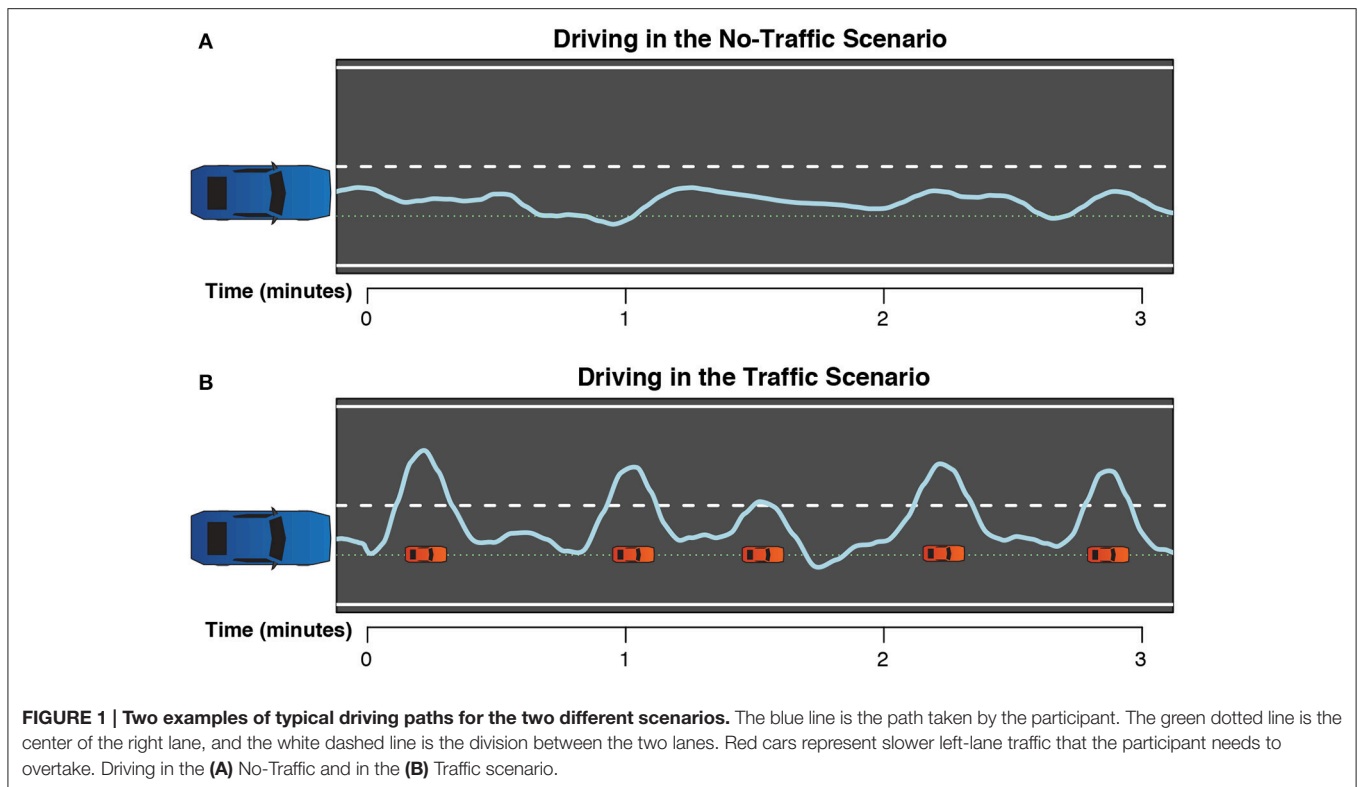 A
Driving in the No-Traffic Scenario
Time (minutes)
0 1 2 3
B
Driving in the Traffic Scenario
Time (minutes)
0 1 2 3
FIGURE 1 | Two examples of typical driving paths for the two different scenarios. The blue line is the path taken by the participant. The green dotted line is the
center of the right lane, and the white dashed line is the division between the two lanes. Red cars represent slower left-lane traffic that the participant needs to
overtake. Driving in the (A) No-Traffic and in the (B) Traffic scenario.